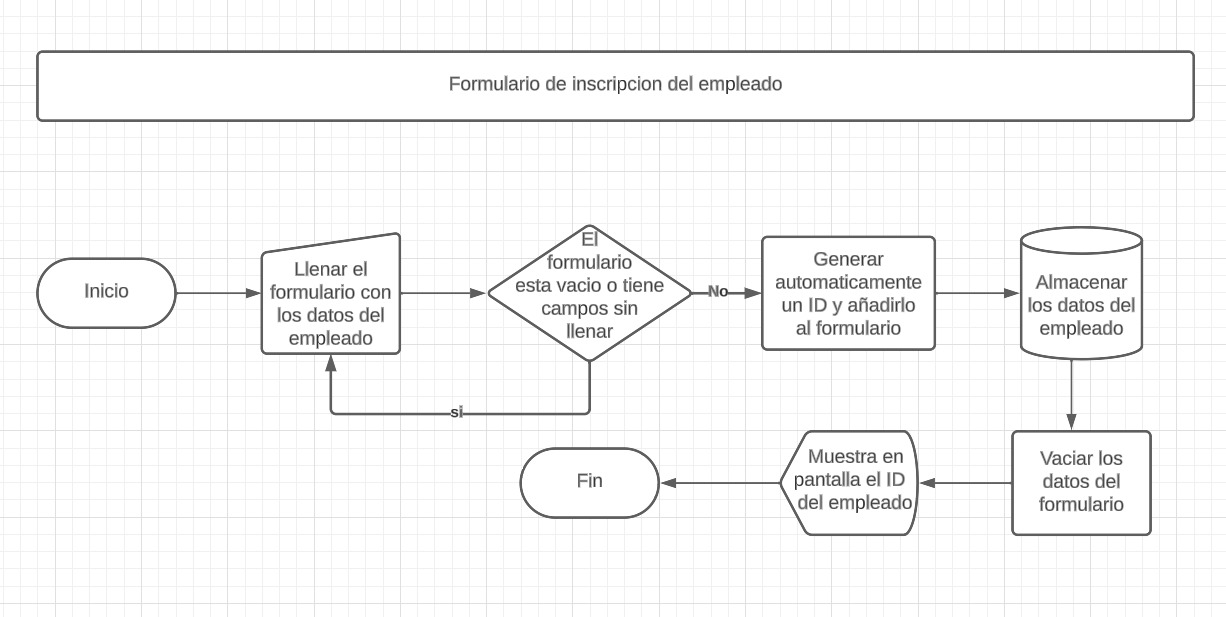 Formulario de inscripcion del empleado
Inicio
Llenar el
formulario con
los datos del
empleado
El
formulario
esta vacio o tiene
campos sin
llenar
No
Generar
automaticamente
un ID y añadirlo
al formulario
Almacenar
los datos del
empleado
si
Vaciar los
datos del
formulario
Muestra en
pantalla el ID
del empleado
Fin